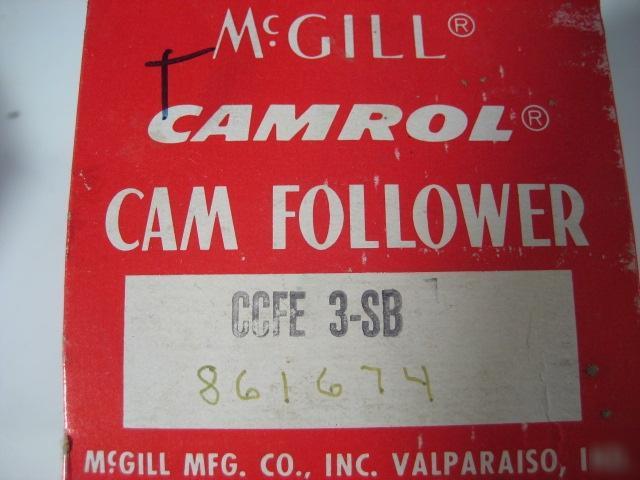 McGILL®
CAMROL®
CAM FOLLOWER
CCFE 3-SB
861674
McGILL MFG. CO., INC. VALPARAISO,